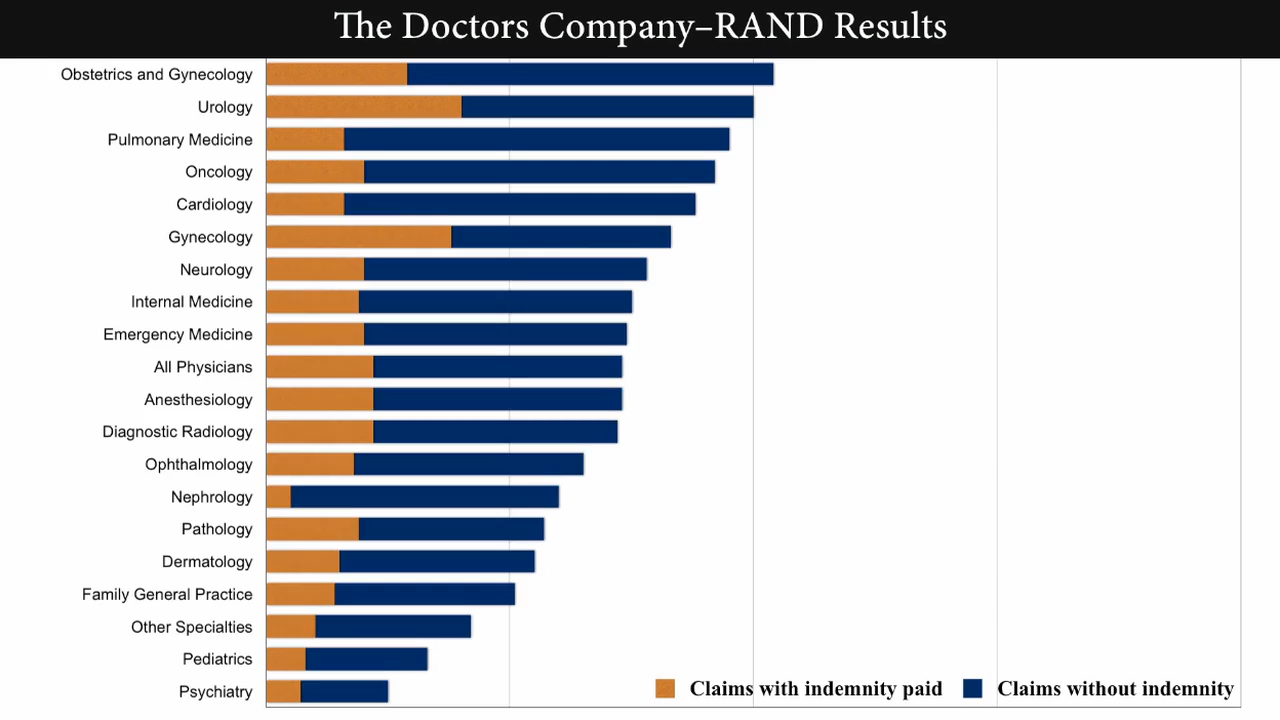 The Doctors Company–RAND Results
Obstetrics and Gynecology
Urology
Pulmonary Medicine
Oncology
Cardiology
Gynecology
Neurology
Internal Medicine
Emergency Medicine
All Physicians
Anesthesiology
Diagnostic Radiology
Ophthalmology
Nephrology
Pathology
Dermatology
Family General Practice
Other Specialties
Pediatrics
Psychiatry
Claims with indemnity paid
Claims without indemnity